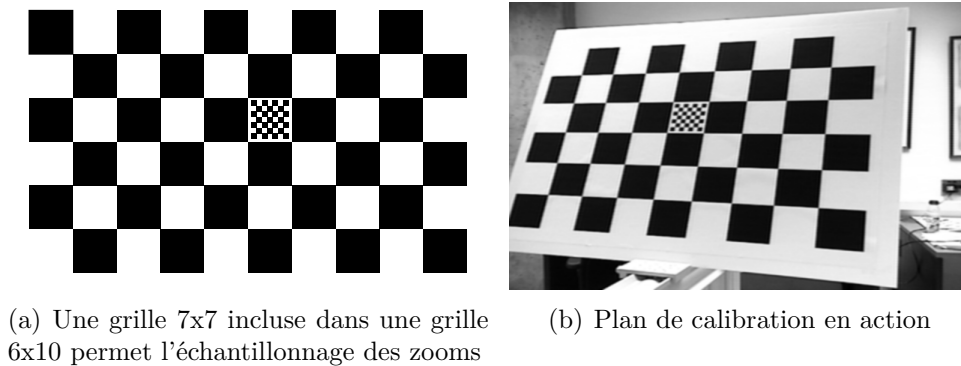 (a) Une grille 7x7 incluse dans une grille
6x10 permet l'échantillonnage des zooms
(b) Plan de calibration en action